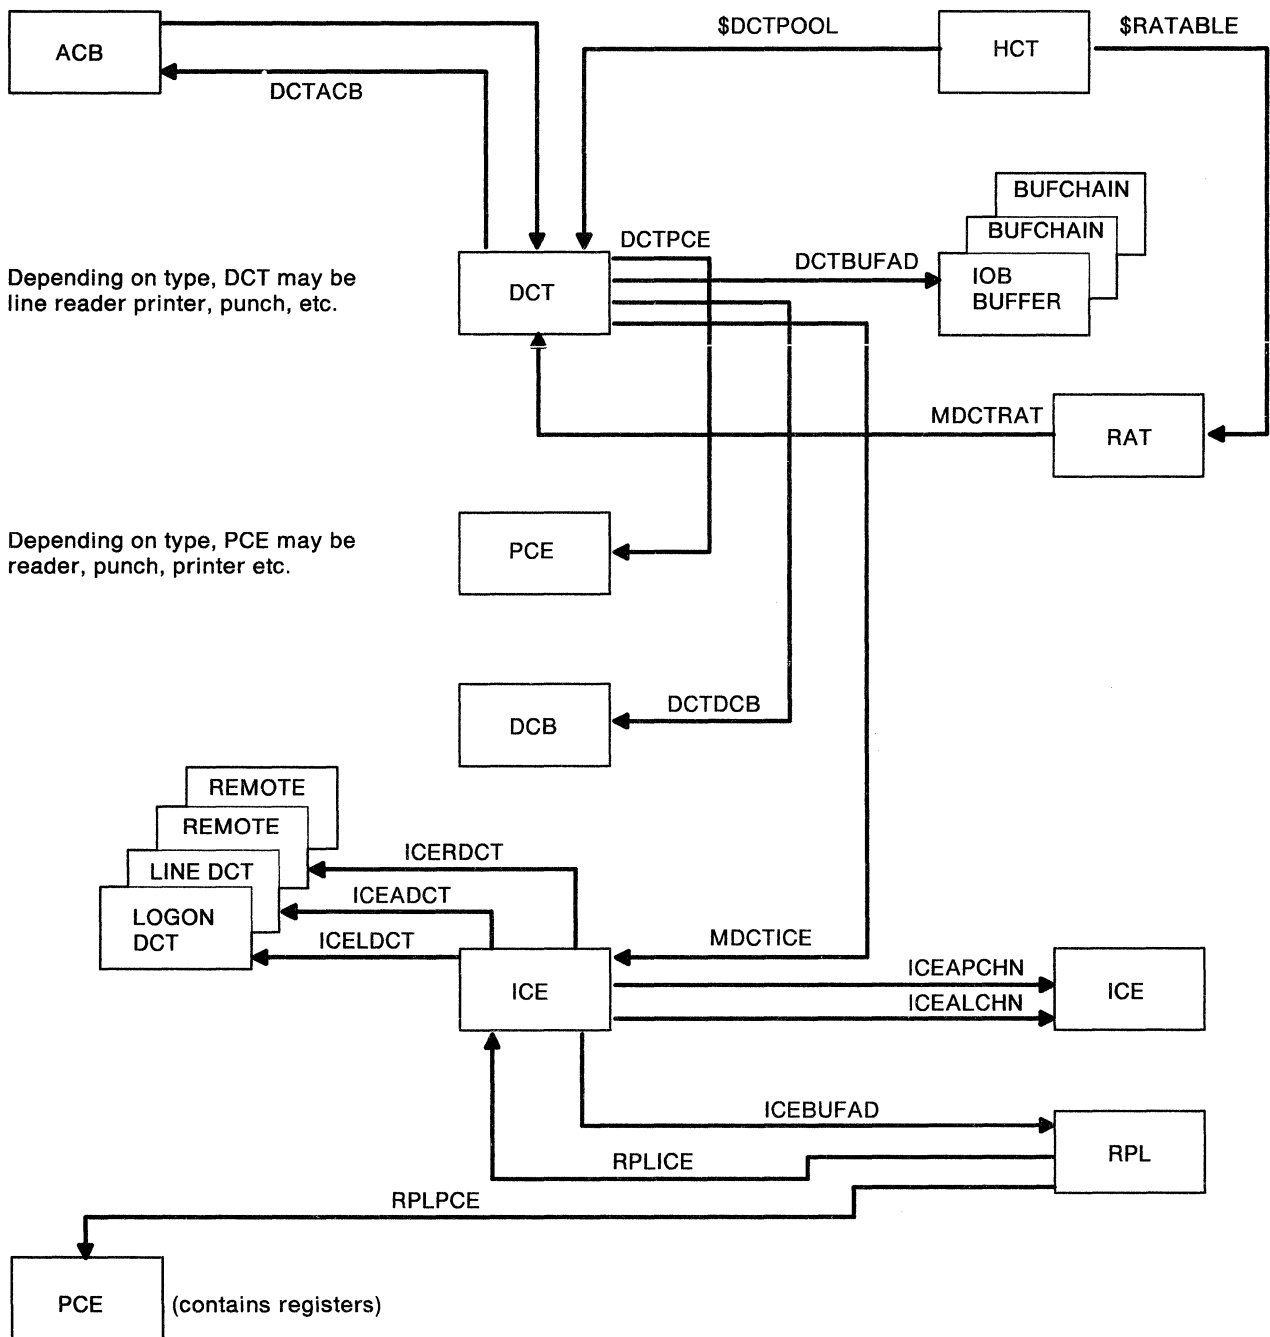 $DCTPOOL
$RATABLE
ACB
HCT
DCTACB
BUFCHAIN
BUFCHAIN
DCTPCE
DCTBUFAD
Depending on type, DCT may be
line reader printer, punch, etc.
DCT
IOB
BUFFER
MDCTRAT
RAT
Depending on type, PCE may be
reader, punch, printer etc.
PCE
DCTDCB
DCB
REMOTE
REMOTE
ICERDCT
LINE DCT
ICEADCT
LOGON
DCT
ICELDCT
MDCTICE
ICEAPCHN
ICE
ICE
ICEALCHN
ICEBUFAD
RPL
RPLICE
RPLPCE
PCE
(contains registers)